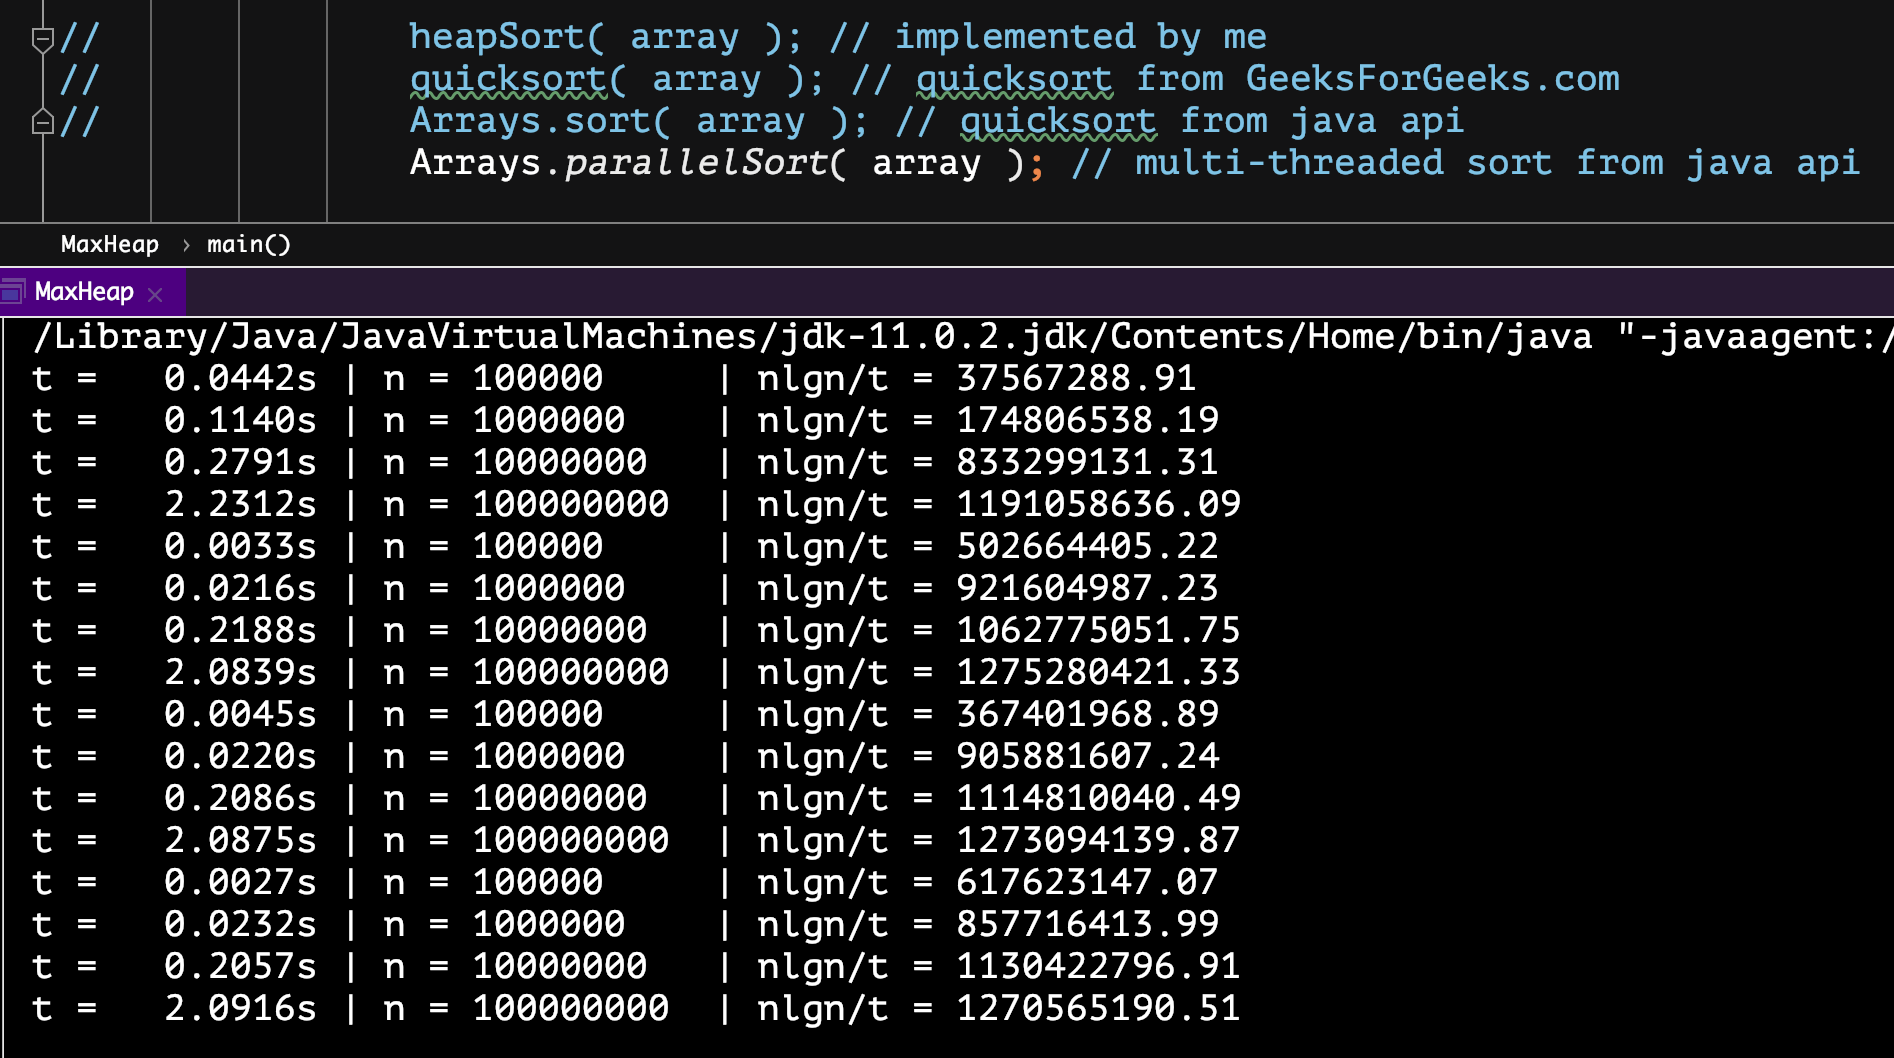 // heapSort( array ); // implemented by me
// quicksort( array ); // quicksort from GeeksForGeeks.com
// Arrays.sort( array ); // quicksort from java api
Arrays.parallelSort( array ); // multi-threaded sort from java api
MaxHeap › main()
MaxHeap ×
/Library/Java/JavaVirtualMachines/jdk-11.0.2.jdk/Contents/Home/bin/java "-javaagent:/
t =   0.0442s | n = 100000     | nlgn/t = 37567288.91
t =   0.1140s | n = 1000000    | nlgn/t = 174806538.19
t =   0.2791s | n = 10000000   | nlgn/t = 833299131.31
t =   2.2312s | n = 100000000  | nlgn/t = 1191058636.09
t =   0.0033s | n = 100000     | nlgn/t = 502664405.22
t =   0.0216s | n = 1000000    | nlgn/t = 921604987.23
t =   0.2188s | n = 10000000   | nlgn/t = 1062775051.75
t =   2.0839s | n = 100000000  | nlgn/t = 1275280421.33
t =   0.0045s | n = 100000     | nlgn/t = 367401968.89
t =   0.0220s | n = 1000000    | nlgn/t = 905881607.24
t =   0.2086s | n = 10000000   | nlgn/t = 1114810040.49
t =   2.0875s | n = 100000000  | nlgn/t = 1273094139.87
t =   0.0027s | n = 100000     | nlgn/t = 617623147.07
t =   0.0232s | n = 1000000    | nlgn/t = 857716413.99
t =   0.2057s | n = 10000000   | nlgn/t = 1130422796.91
t =   2.0916s | n = 100000000  | nlgn/t = 1270565190.51